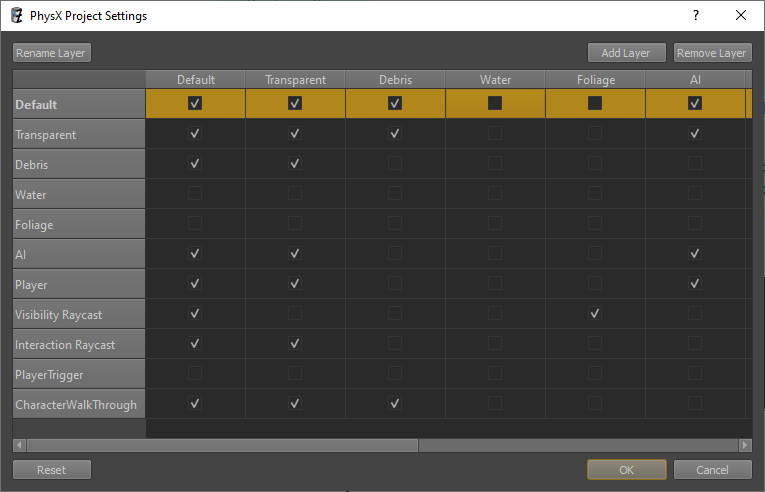 PhysX Project Settings
Rename Layer Add Layer Remove Layer
Default Transparent Debris Water Foliage AI
Default
Transparent
Debris
Water
Foliage
AI
Player
Visibility Raycast
Interaction Raycast
PlayerTrigger
CharacterWalkThrough
Reset OK Cancel